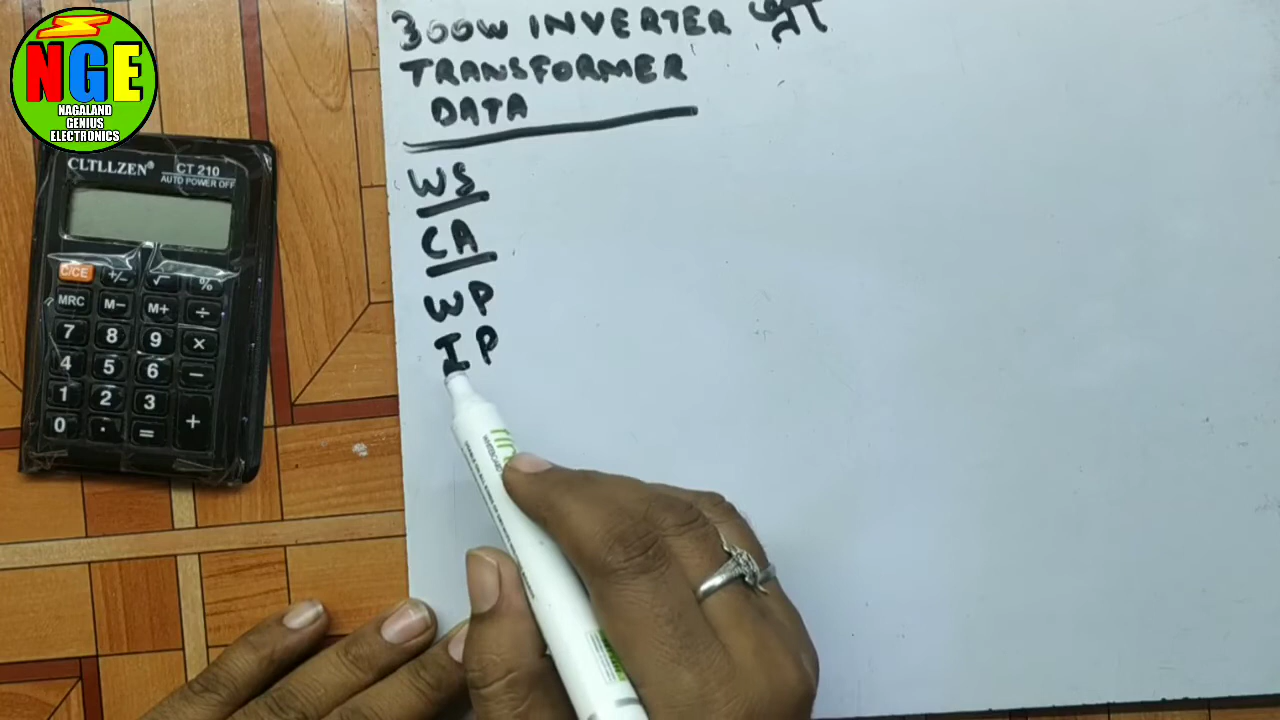 NGE
NAGALAND
GENIUS
ELECTRONICS
CLTLLZEN® CT 210
AUTO POWER OFF
C/CE +/- √ %
MRC M- M+ ÷
7 8 9 ×
4 5 6 −
1 2 3 +
0 . =
300W INVERTER का
TRANSFORMER
DATA
WS
CA
WP
IP